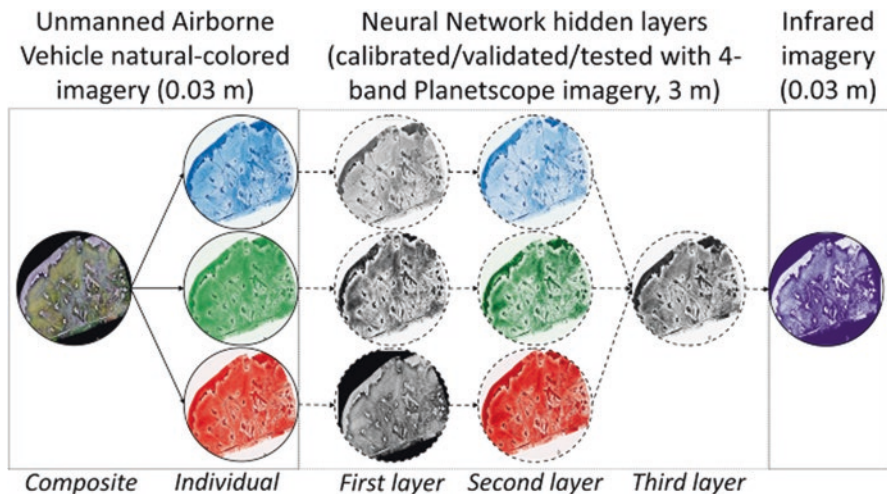 Unmanned Airborne
Vehicle natural-colored
imagery (0.03 m)
Neural Network hidden layers
(calibrated/validated/tested with 4-
band Planetscope imagery, 3 m)
Infrared
imagery
(0.03 m)
Composite
Individual
First layer
Second layer
Third layer